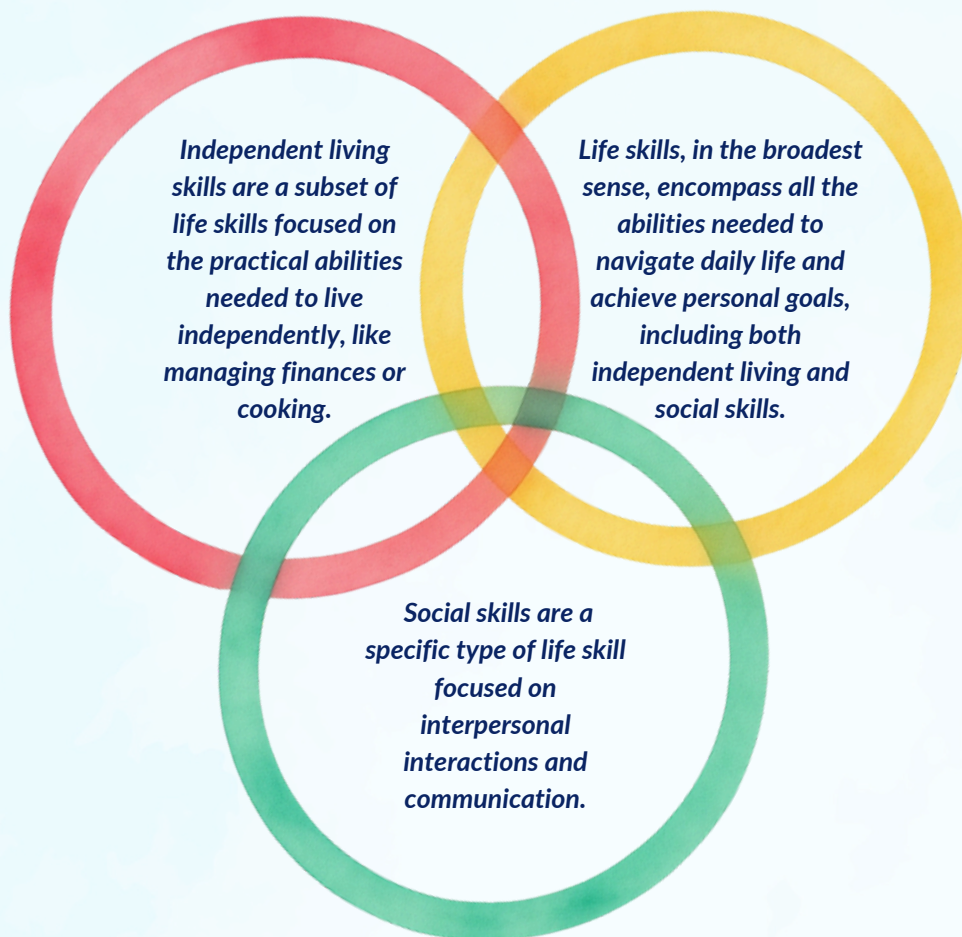 Independent living
skills are a subset of
life skills focused on
the practical abilities
needed to live
independently, like
managing finances or
cooking.
Life skills, in the broadest
sense, encompass all the
abilities needed to
navigate daily life and
achieve personal goals,
including both
independent living and
social skills.
Social skills are a
specific type of life skill
focused on
interpersonal
interactions and
communication.